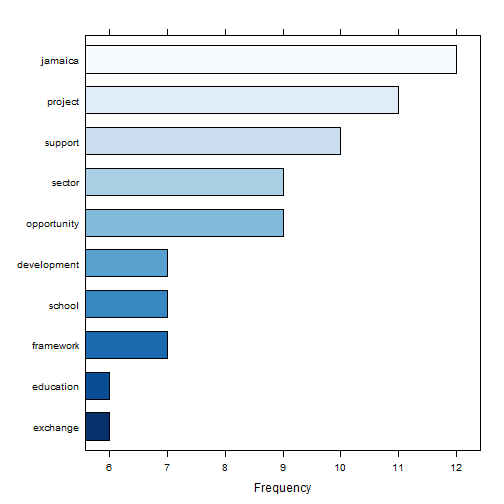 jamaica
project
support
sector
opportunity
development
school
framework
education
exchange
6 7 8 9 10 11 12
Frequency